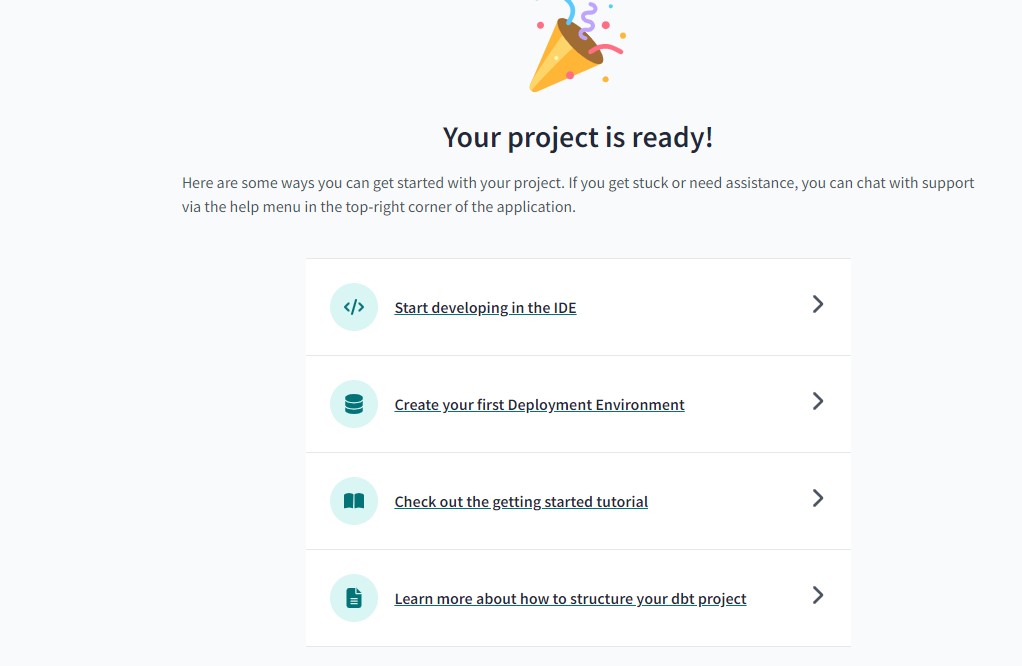 Your project is ready!
Here are some ways you can get started with your project. If you get stuck or need assistance, you can chat with support
via the help menu in the top-right corner of the application.
Start developing in the IDE
Create your first Deployment Environment
Check out the getting started tutorial
Learn more about how to structure your dbt project